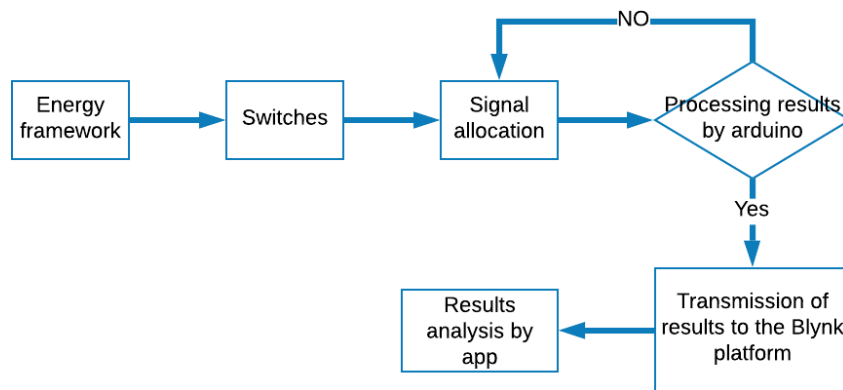 NO
Energy
framework
Switches
Signal
allocation
Processing results
by arduino
Yes
Transmission of
results to the Blynk
platform
Results
analysis by
app